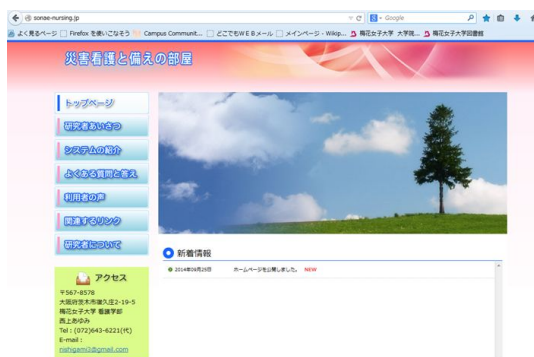 sonae-nursing.jp
Google
よく見るページ
Firefox を使いこなそう
Campus Communit...
どこでもWEBメール
メインページ - Wikip...
梅花女子大学 大学院...
梅花女子大学図書館
災害看護と備えの部屋
トップページ
研究者あいさつ
システムの紹介
よくある質問と答え
利用者の声
関連するリンク
研究者について
新着情報
2014年09月25日 ホームページを公開しました。 NEW
アクセス
〒567-8578
大阪府茨木市宿久庄2-19-5
梅花女子大学 看護学部
西上あゆみ
Tel : (072)643-6221(代)
E-mail :
nishigami3@gmail.com